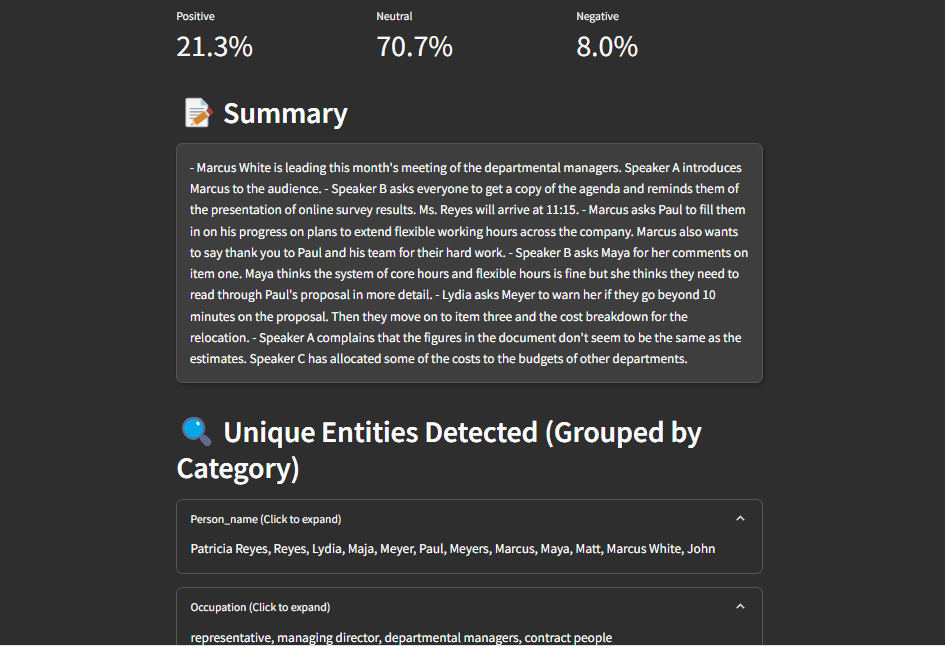 Positive
Neutral
Negative
21.3%
70.7%
8.0%
Summary
- Marcus White is leading this month's meeting of the departmental managers. Speaker A introduces
Marcus to the audience. - Speaker B asks everyone to get a copy of the agenda and reminds them of
the presentation of online survey results. Ms. Reyes will arrive at 11:15. - Marcus asks Paul to fill them
in on his progress on plans to extend flexible working hours across the company. Marcus also wants
to say thank you to Paul and his team for their hard work. - Speaker B asks Maya for her comments on
item one. Maya thinks the system of core hours and flexible hours is fine but she thinks they need to
read through Paul's proposal in more detail. - Lydia asks Meyer to warn her if they go beyond 10
minutes on the proposal. Then they move on to item three and the cost breakdown for the
relocation. - Speaker A complains that the figures in the document don't seem to be the same as the
estimates. Speaker C has allocated some of the costs to the budgets of other departments.
Unique Entities Detected (Grouped by
Category)
Person_name (Click to expand)
Patricia Reyes, Reyes, Lydia, Maja, Meyer, Paul, Meyers, Marcus, Maya, Matt, Marcus White, John
Occupation (Click to expand)
representative, managing director, departmental managers, contract people